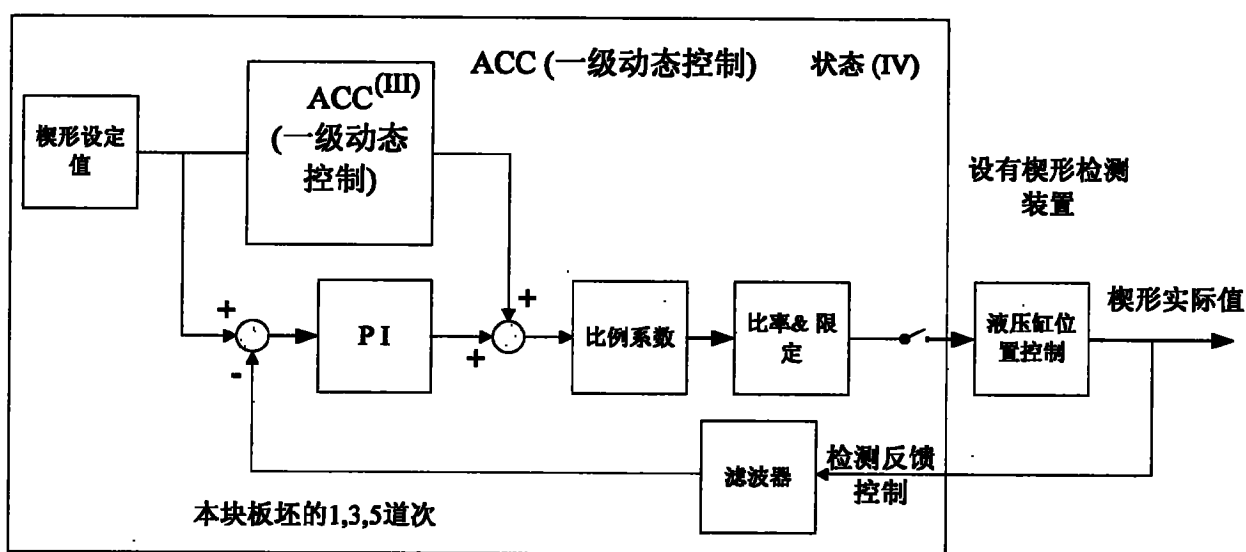 ACC (一级动态控制) 状态 (IV)
ACC(III)
(一级动态
控制)
楔形设定
值
设有楔形检测
装置
+
-
P I
+
+
比例系数
比率& 限
定
液压缸位
置控制
楔形实际值
滤波器
检测反馈
控制
本块板坯的1,3,5道次